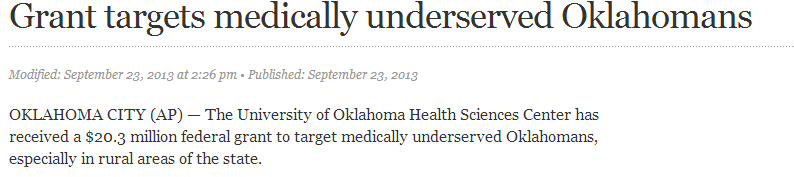 Grant targets medically underserved Oklahomans
Modified: September 23, 2013 at 2:26 pm • Published: September 23, 2013
OKLAHOMA CITY (AP) — The University of Oklahoma Health Sciences Center has
received a $20.3 million federal grant to target medically underserved Oklahomans,
especially in rural areas of the state.